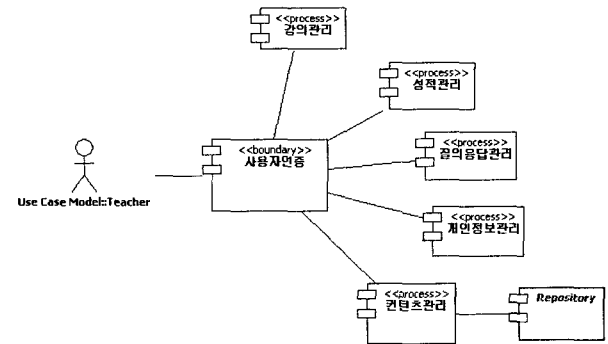 <<process>>
강의관리
<<process>>
성적관리
<<boundary>>
사용자인증
<<process>>
질의응답관리
Use Case Model::Teacher
<<process>>
개인정보관리
<<process>>
컨텐츠관리
Repository